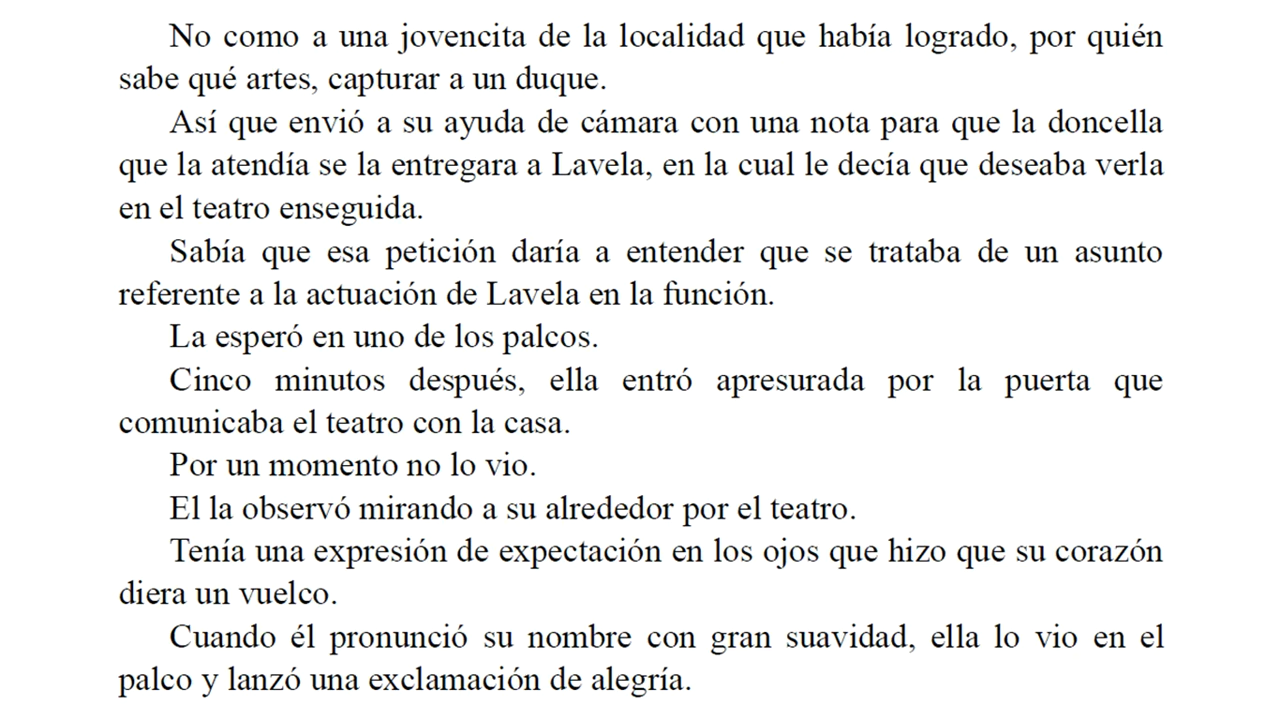 No como a una jovencita de la localidad que había logrado, por quién
sabe qué artes, capturar a un duque.
Así que envió a su ayuda de cámara con una nota para que la doncella
que la atendía se la entregara a Lavela, en la cual le decía que deseaba verla
en el teatro enseguida.
Sabía que esa petición daría a entender que se trataba de un asunto
referente a la actuación de Lavela en la función.
La esperó en uno de los palcos.
Cinco minutos después, ella entró apresurada por la puerta que
comunicaba el teatro con la casa.
Por un momento no lo vio.
El la observó mirando a su alrededor por el teatro.
Tenía una expresión de expectación en los ojos que hizo que su corazón
diera un vuelco.
Cuando él pronunció su nombre con gran suavidad, ella lo vio en el
palco y lanzó una exclamación de alegría.